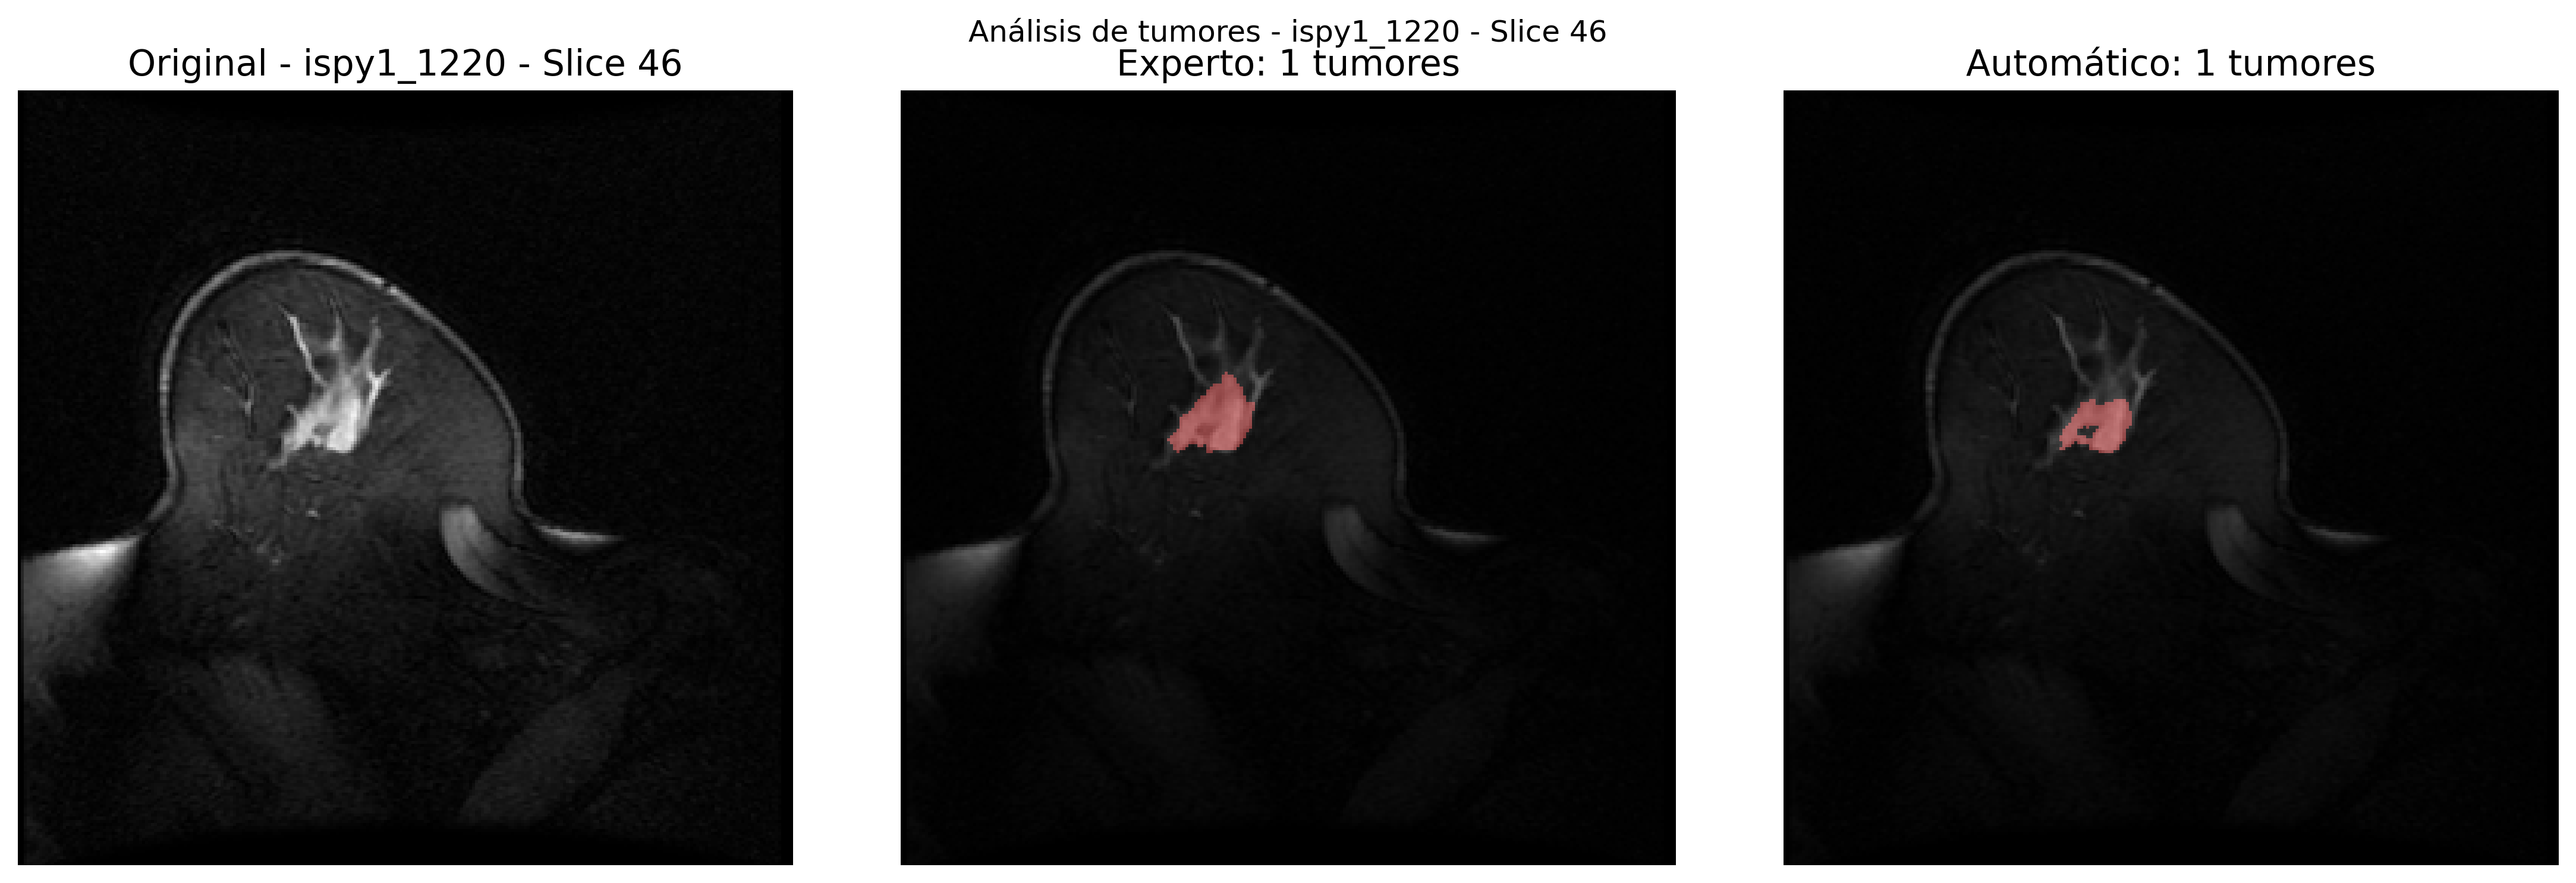 Análisis de tumores - ispy1_1220 - Slice 46
Original - ispy1_1220 - Slice 46
Experto: 1 tumores
Automático: 1 tumores